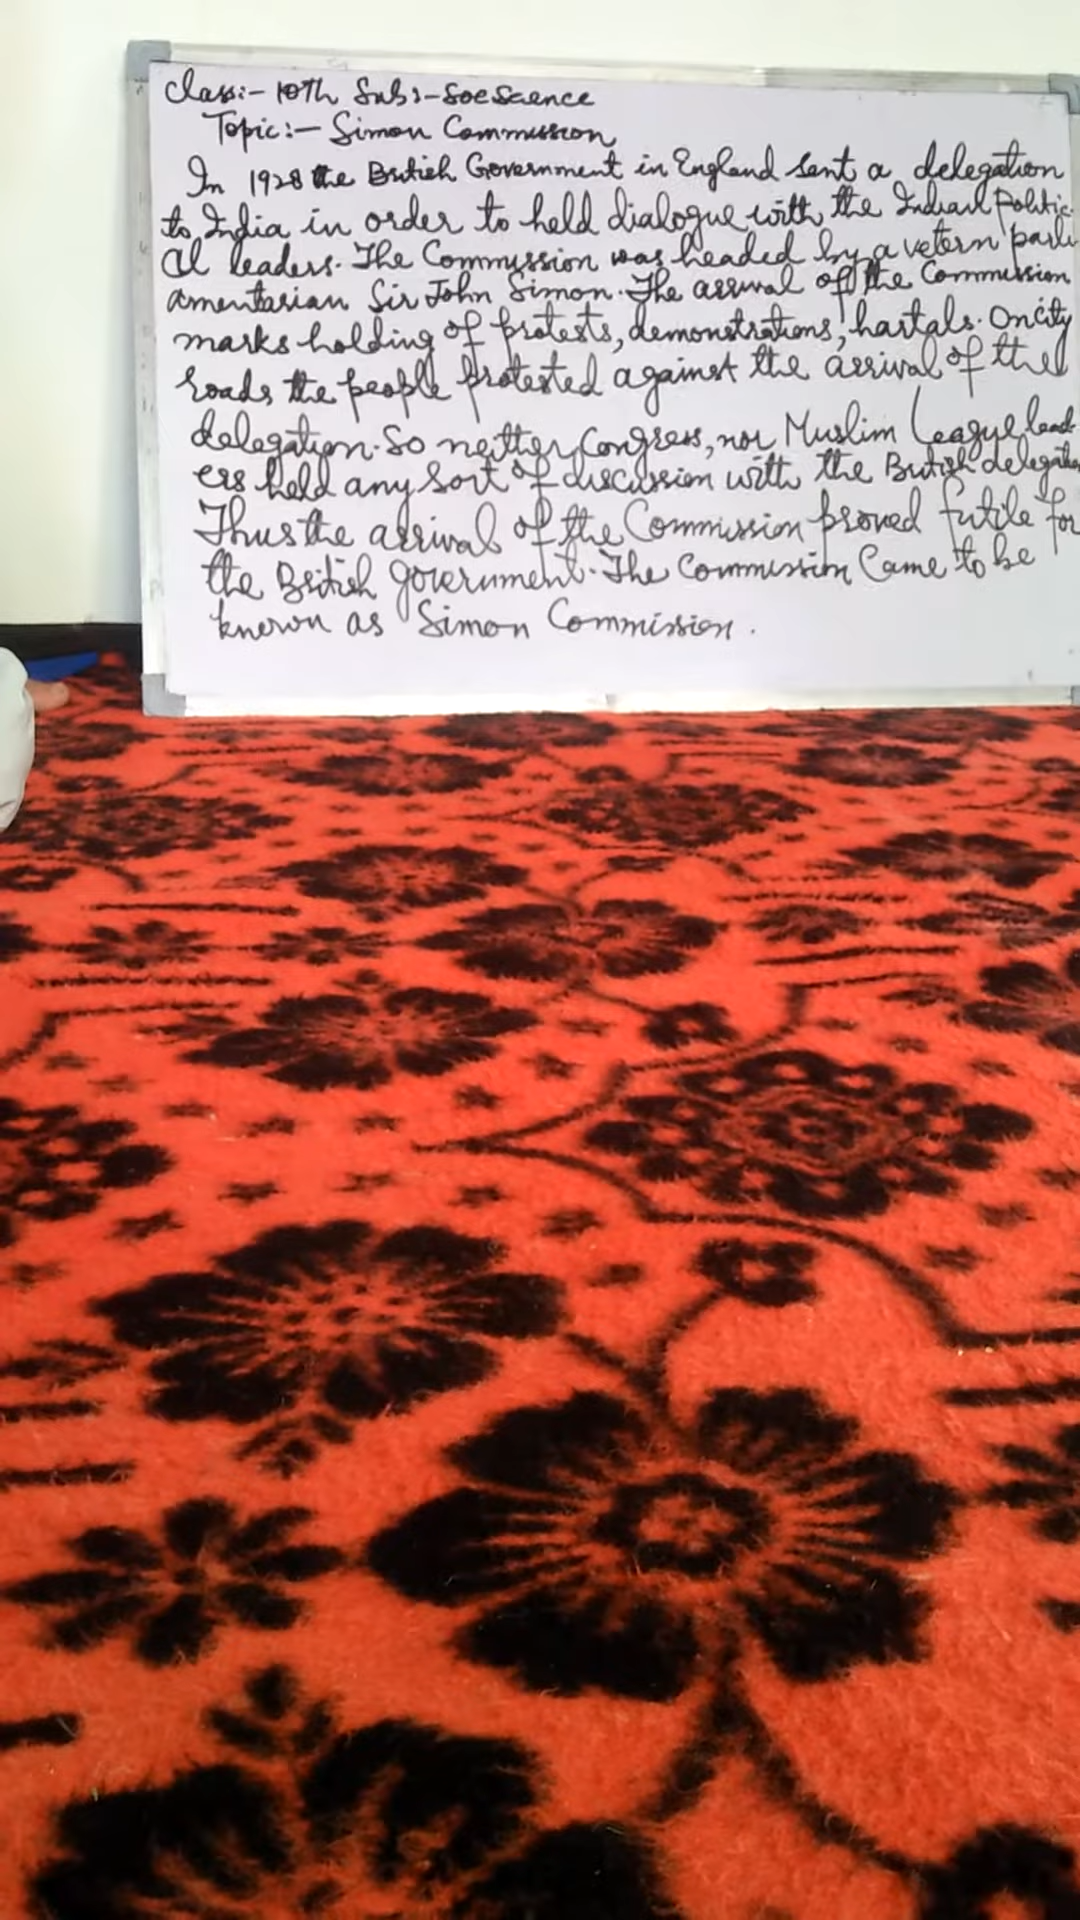 Class:- 10th Subs:- Soc Science
Topic:- Simon Commission
In 1928 the British Government in England sent a delegation
to India in order to held dialogue with the Indian Politic-
al leaders. The Commission was headed by a vetern parli
amentarian Sir John Simon. The arrival of the Commission
marks holding of protests, demonstrations, hartals. On city
roads the people protested against the arrival of the
delegation. So neither Congress, nor Muslim League lead-
ers held any sort of discussion with the British delegation
Thus the arrival of the Commission proved futile for
the British government. The Commission Came to be
known as Simon Commission.